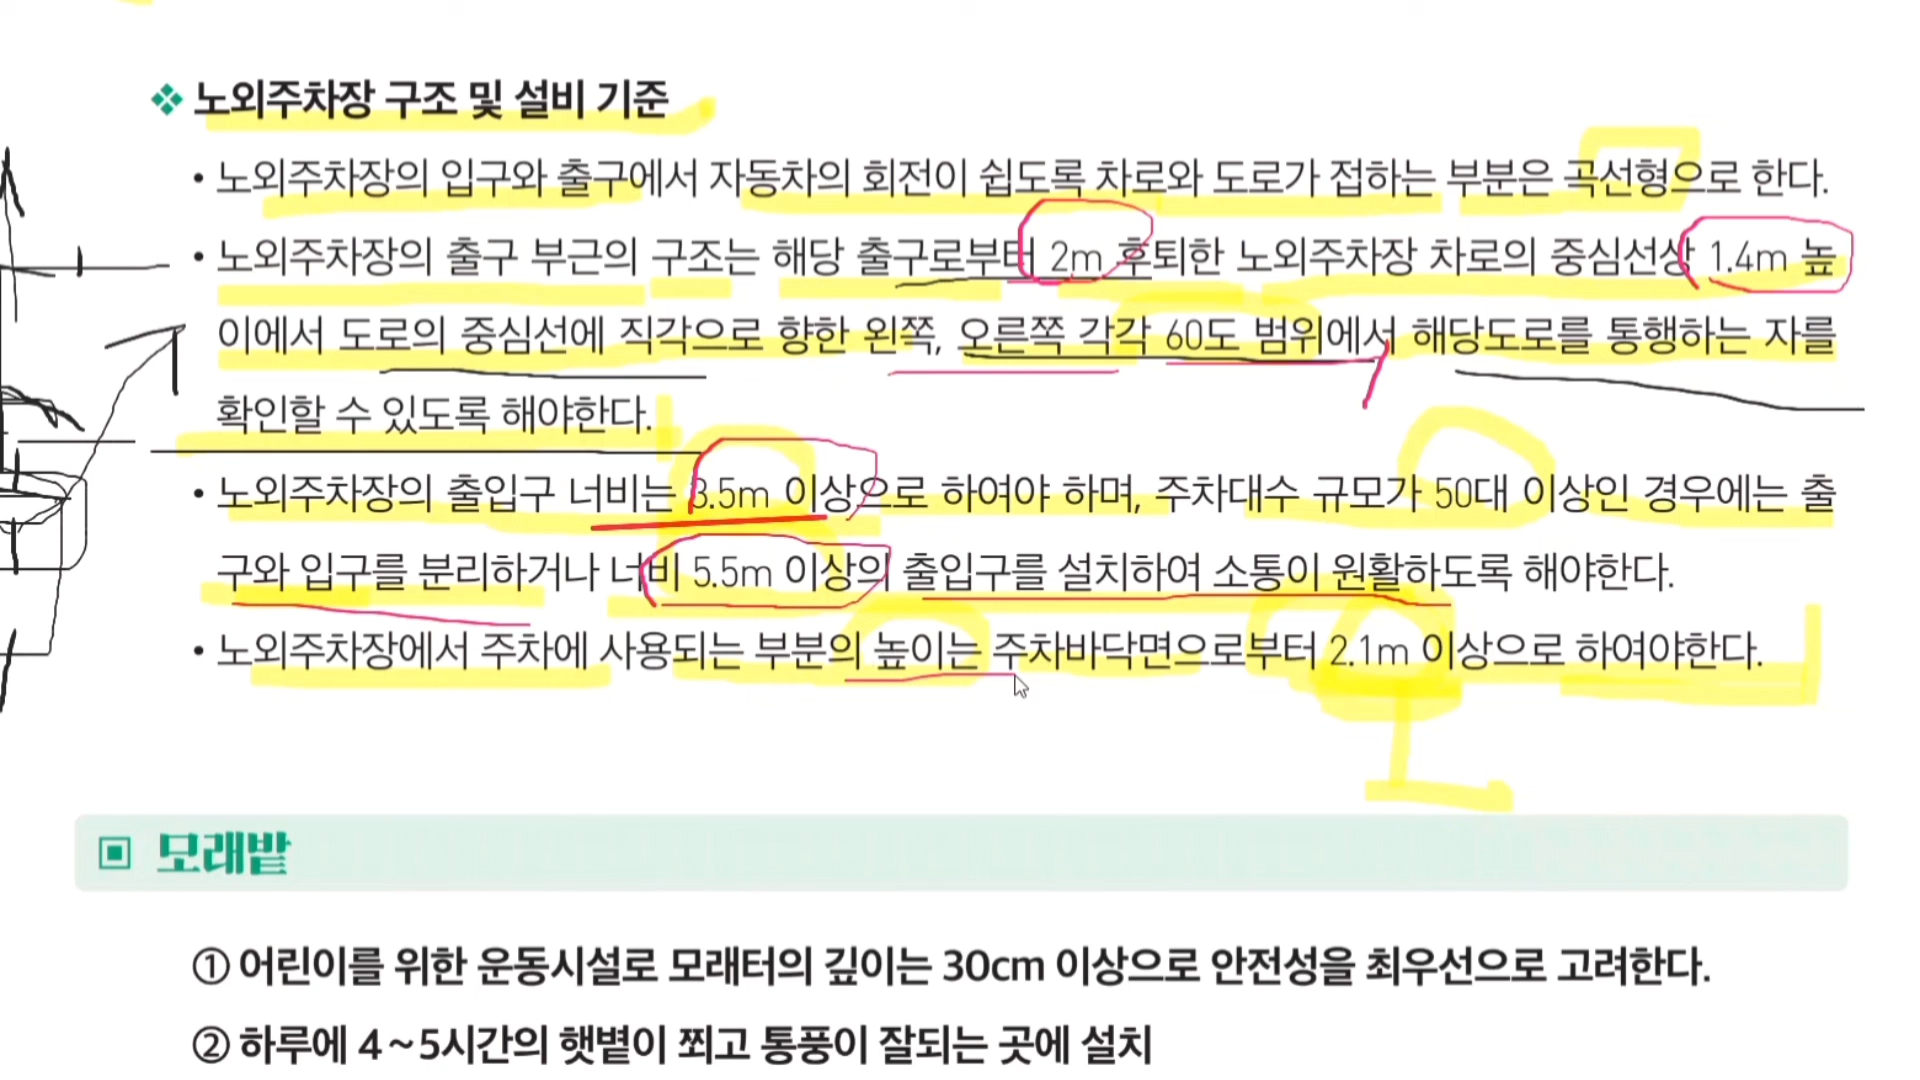 ❖ 노외주차장 구조 및 설비 기준
• 노외주차장의 입구와 출구에서 자동차의 회전이 쉽도록 차로와 도로가 접하는 부분은 곡선형으로 한다.
• 노외주차장의 출구 부근의 구조는 해당 출구로부터 2m 후퇴한 노외주차장 차로의 중심선상 1.4m 높
이에서 도로의 중심선에 직각으로 향한 왼쪽, 오른쪽 각각 60도 범위에서 해당도로를 통행하는 자를
확인할 수 있도록 해야한다.
• 노외주차장의 출입구 너비는 3.5m 이상으로 하여야 하며, 주차대수 규모가 50대 이상인 경우에는 출
구와 입구를 분리하거나 너비 5.5m 이상의 출입구를 설치하여 소통이 원활하도록 해야한다.
• 노외주차장에서 주차에 사용되는 부분의 높이는 주차바닥면으로부터 2.1m 이상으로 하여야한다.
▣ 모래밭
① 어린이를 위한 운동시설로 모래터의 깊이는 30cm 이상으로 안전성을 최우선으로 고려한다.
② 하루에 4~5시간의 햇볕이 쬐고 통풍이 잘되는 곳에 설치